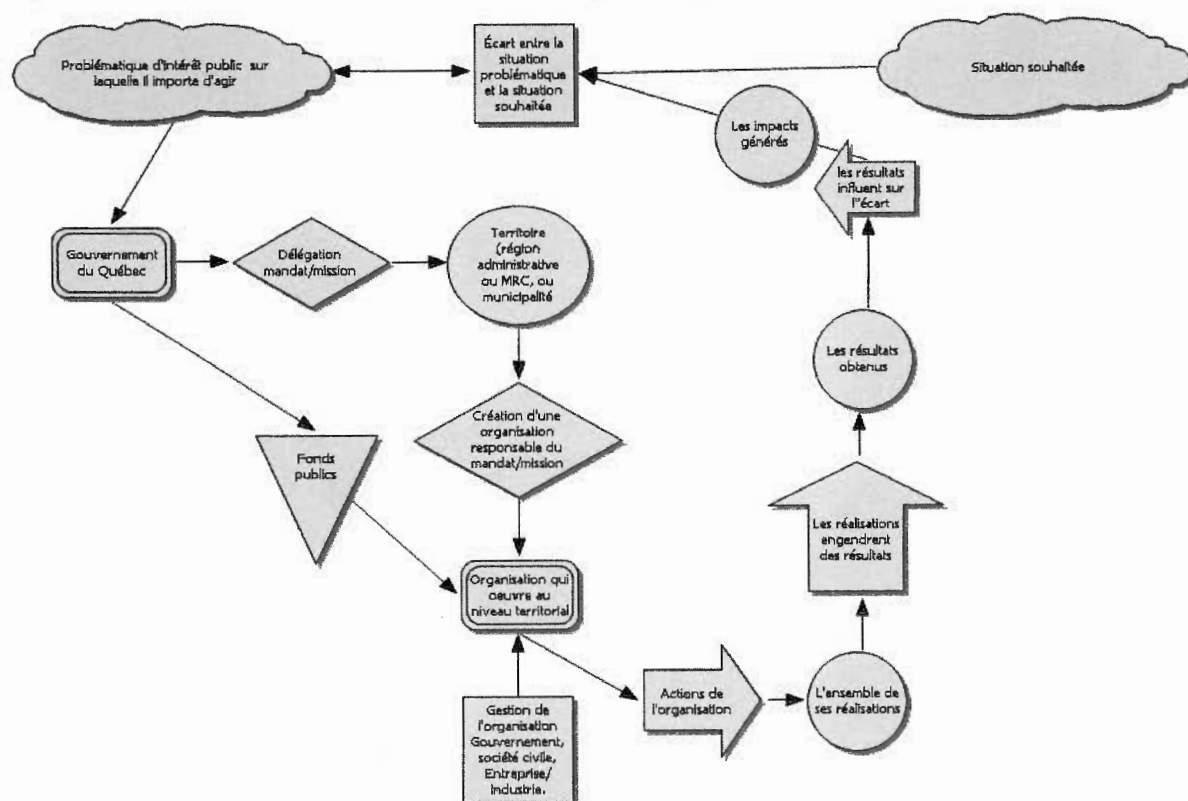 Problématique d'intérêt public sur
laquelle il importe d'agir
Écart entre la
situation
problématique
et la situation
souhaitée
Situation souhaitée
Les impacts
générés
les résultats
influent sur
l''écart
Gouvernement
du Québec
Délégation
mandat/mission
Territoire
(région
administrative
ou MRC, ou
municipalité
Les résultats
obtenus
Création d'une
organisation
responsable du
mandat/mission
Fonds
publics
Les réalisations
engendrent
des résultats
Organisation qui
oeuvre au
niveau territorial
Actions de
l'organisation
L'ensemble de
ses réalisations
Gestion de
l'organisation
Gouvernement,
société civile,
Entreprise/
industrie.